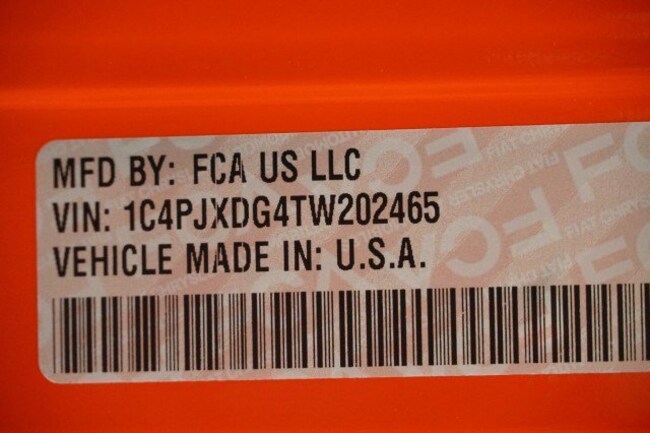 MFD BY: FCA US LLC
VIN: 1C4PJXDG4TW202465
VEHICLE MADE IN: U.S.A.